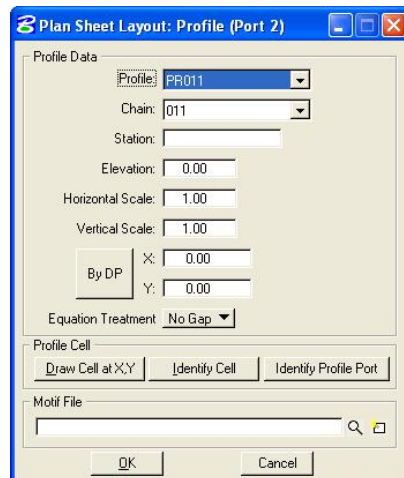 Plan Sheet Layout: Profile (Port 2)
Profile Data
Profile: PR011
Chain: 011
Station:
Elevation: 0.00
Horizontal Scale: 1.00
Vertical Scale: 1.00
By DP
X: 0.00
Y: 0.00
Equation Treatment No Gap
Profile Cell
Draw Cell at X,Y Identify Cell Identify Profile Port
Motif File
OK Cancel